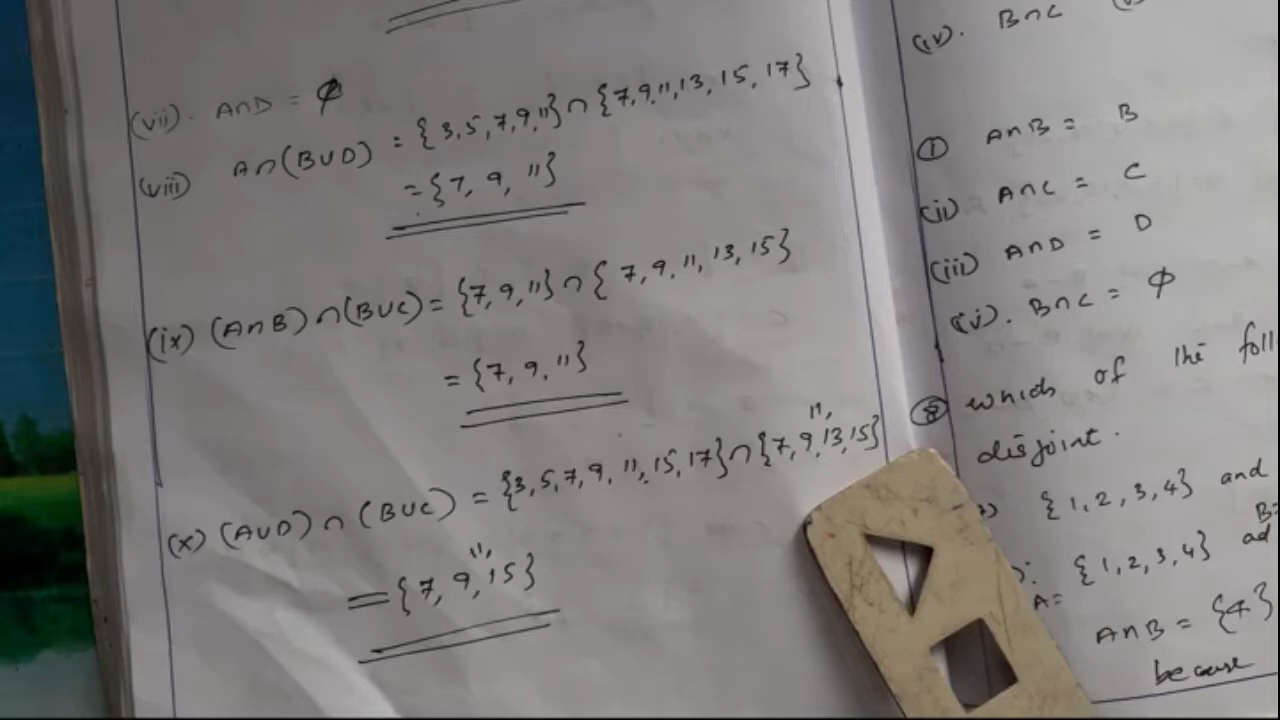 (vii). A∩D = ϕ
(viii) A∩(B∪D) = {3,5,7,9,11}∩{7,9,11,13,15,17}
={7, 9, 11}
(ix) (A∩B)∩(B∪C)={7,9,11}∩{7,9,11,13,15}
={7,9,11}
(x) (A∪D)∩(B∪C) = {3,5,7,9,11,15,17}∩{7,9,11,13,15}
={7,9,11,15}
(iv). B∩C
① A∩B = B
(ii) A∩C = C
(iii) A∩D = D
(iv). B∩C = ϕ
which of the foll
disjoint.
{1,2,3,4} and
A= {1,2,3,4} ad B=
A∩B = {4}
because